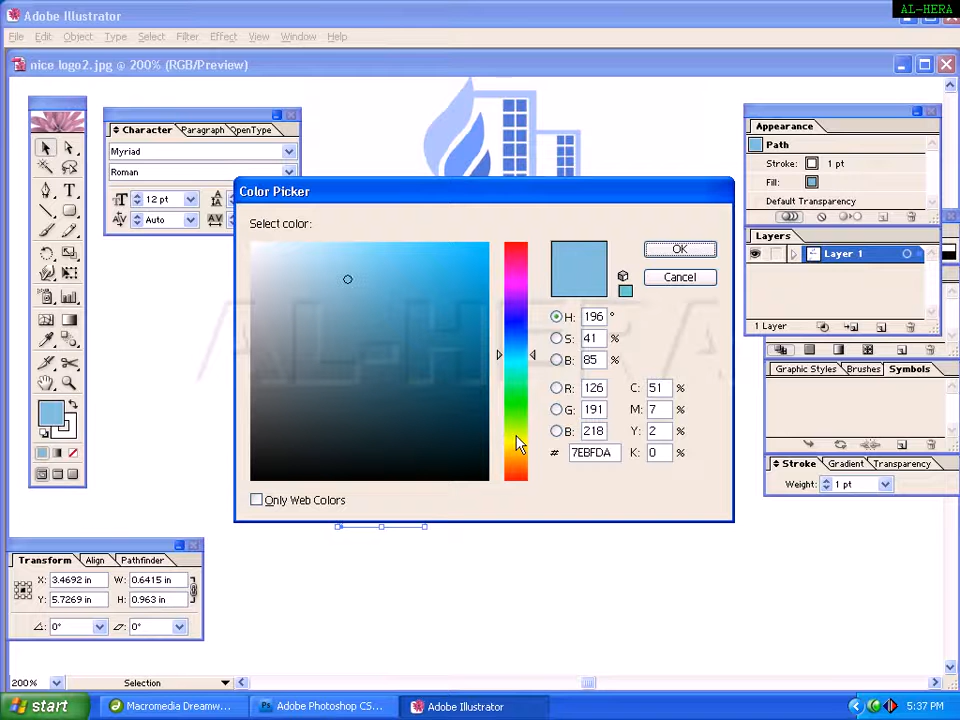 AL-HERA
Adobe Illustrator
File Edit Object Type Select Filter Effect View Window Help
nice logo2.jpg @ 200% (RGB/Preview)
Character Paragraph OpenType
Myriad
Roman
12 pt
Auto
Appearance
Path
Stroke: 1 pt
Fill:
Default Transparency
Layers
Layer 1
1 Layer
Graphic Styles Brushes Symbols
Stroke Gradient Transparency
Weight: 1 pt
Color Picker
Select color:
OK
Cancel
H: 196 °
S: 41 %
B: 85 %
R: 126 C: 51 %
G: 191 M: 7 %
B: 218 Y: 2 %
# 7EBFDA K: 0 %
Only Web Colors
AL-HERA
Transform Align Pathfinder
X: 3.4692 in W: 0.6415 in
Y: 5.7269 in H: 0.963 in
0° 0°
200% Selection
start Macromedia Dreamw... Adobe Photoshop CS... Adobe Illustrator 5:37 PM